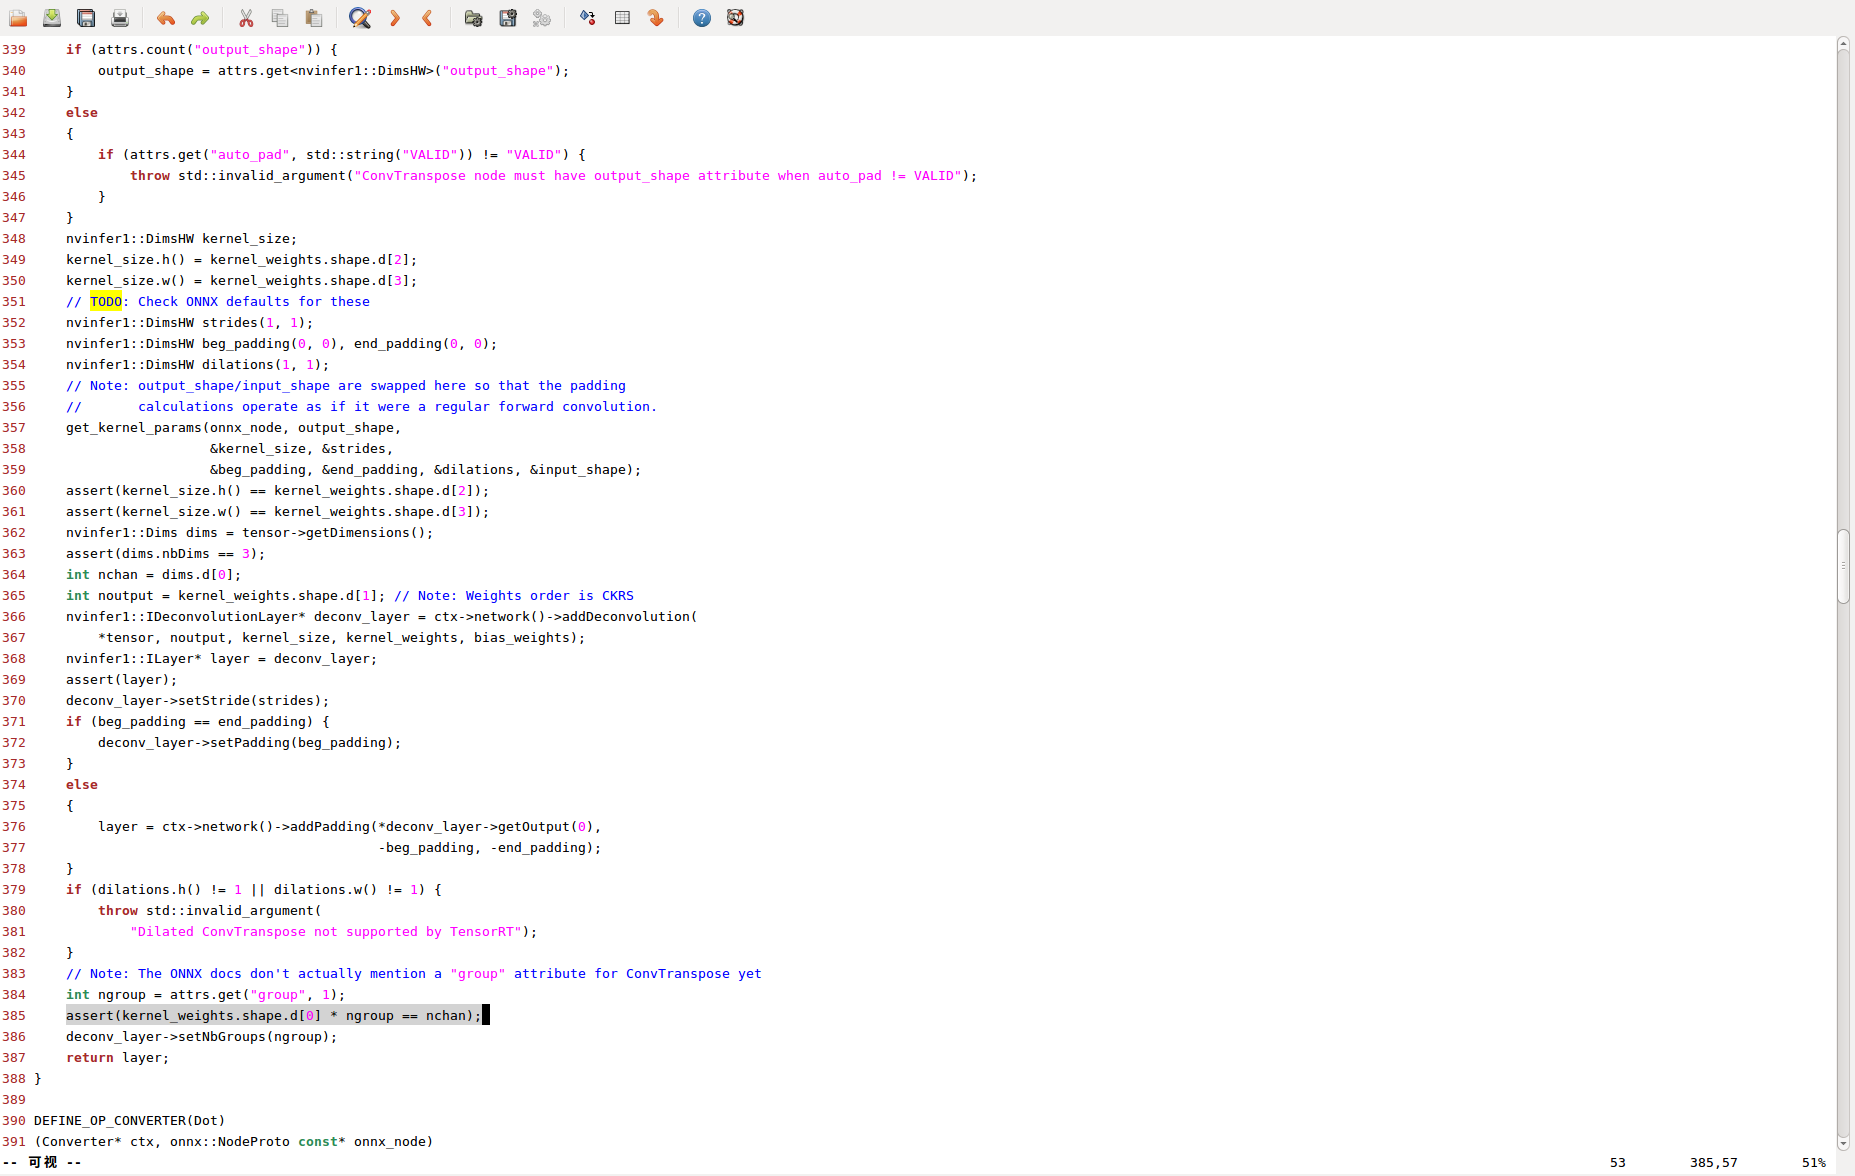 339     if (attrs.count("output_shape")) {
340         output_shape = attrs.get<nvinfer1::DimsHW>("output_shape");
341     }
342     else
343     {
344         if (attrs.get("auto_pad", std::string("VALID")) != "VALID") {
345             throw std::invalid_argument("ConvTranspose node must have output_shape attribute when auto_pad != VALID");
346         }
347     }
348     nvinfer1::DimsHW kernel_size;
349     kernel_size.h() = kernel_weights.shape.d[2];
350     kernel_size.w() = kernel_weights.shape.d[3];
351     // TODO: Check ONNX defaults for these
352     nvinfer1::DimsHW strides(1, 1);
353     nvinfer1::DimsHW beg_padding(0, 0), end_padding(0, 0);
354     nvinfer1::DimsHW dilations(1, 1);
355     // Note: output_shape/input_shape are swapped here so that the padding
356     //       calculations operate as if it were a regular forward convolution.
357     get_kernel_params(onnx_node, output_shape,
358                       &kernel_size, &strides,
359                       &beg_padding, &end_padding, &dilations, &input_shape);
360     assert(kernel_size.h() == kernel_weights.shape.d[2]);
361     assert(kernel_size.w() == kernel_weights.shape.d[3]);
362     nvinfer1::Dims dims = tensor->getDimensions();
363     assert(dims.nbDims == 3);
364     int nchan = dims.d[0];
365     int noutput = kernel_weights.shape.d[1]; // Note: Weights order is CKRS
366     nvinfer1::IDeconvolutionLayer* deconv_layer = ctx->network()->addDeconvolution(
367         *tensor, noutput, kernel_size, kernel_weights, bias_weights);
368     nvinfer1::ILayer* layer = deconv_layer;
369     assert(layer);
370     deconv_layer->setStride(strides);
371     if (beg_padding == end_padding) {
372         deconv_layer->setPadding(beg_padding);
373     }
374     else
375     {
376         layer = ctx->network()->addPadding(*deconv_layer->getOutput(0),
377                                            -beg_padding, -end_padding);
378     }
379     if (dilations.h() != 1 || dilations.w() != 1) {
380         throw std::invalid_argument(
381             "Dilated ConvTranspose not supported by TensorRT");
382     }
383     // Note: The ONNX docs don't actually mention a "group" attribute for ConvTranspose yet
384     int ngroup = attrs.get("group", 1);
385     assert(kernel_weights.shape.d[0] * ngroup == nchan);
386     deconv_layer->setNbGroups(ngroup);
387     return layer;
388 }
389
390 DEFINE_OP_CONVERTER(Dot)
391 (Converter* ctx, onnx::NodeProto const* onnx_node)
-- 可视 -- 53 385,57 51%